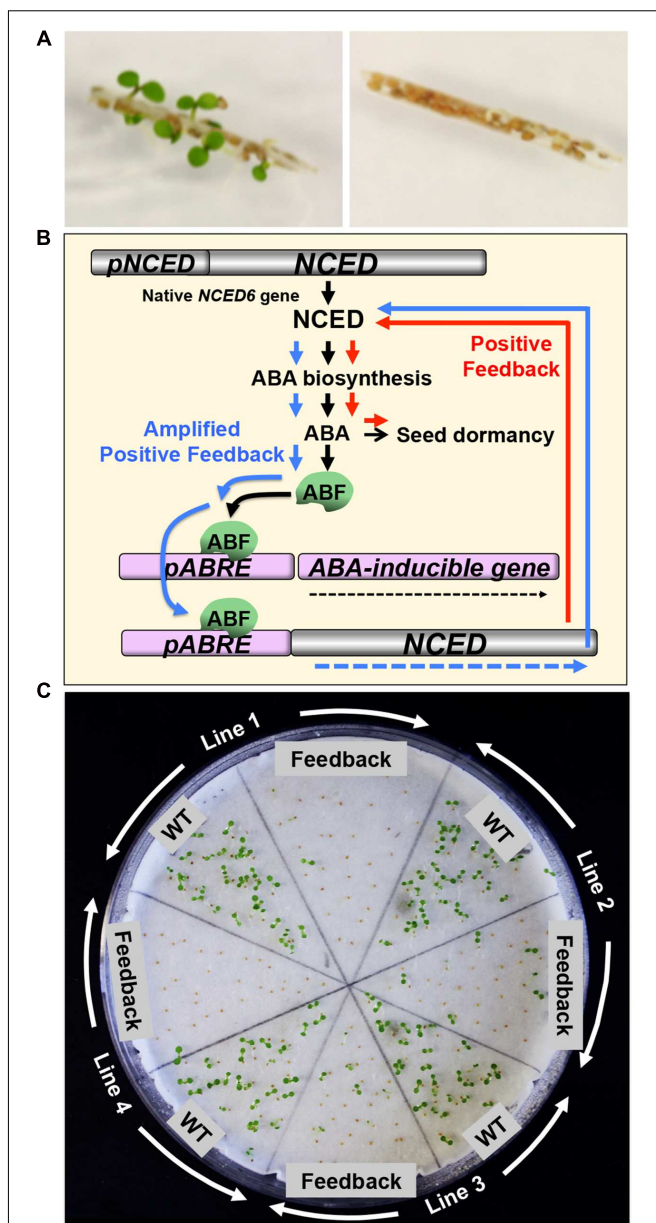 A
B
pNCED
NCED
Native NCED6 gene
NCED
Positive
Feedback
ABA biosynthesis
Amplified
Positive Feedback
ABA
Seed dormancy
ABF
ABF
pABRE
ABA-inducible gene
ABF
pABRE
NCED
C
Line 1
Feedback
WT
WT
Line 2
Feedback
Feedback
Line 4
WT
WT
Feedback
Line 3